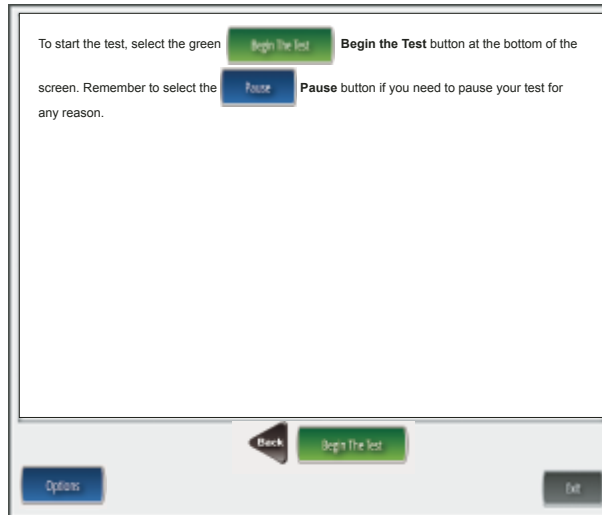 To start the test, select the green Begin The Test Begin the Test button at the bottom of the
screen. Remember to select the Pause Pause button if you need to pause your test for
any reason.
Back Begin The Test
Options Exit